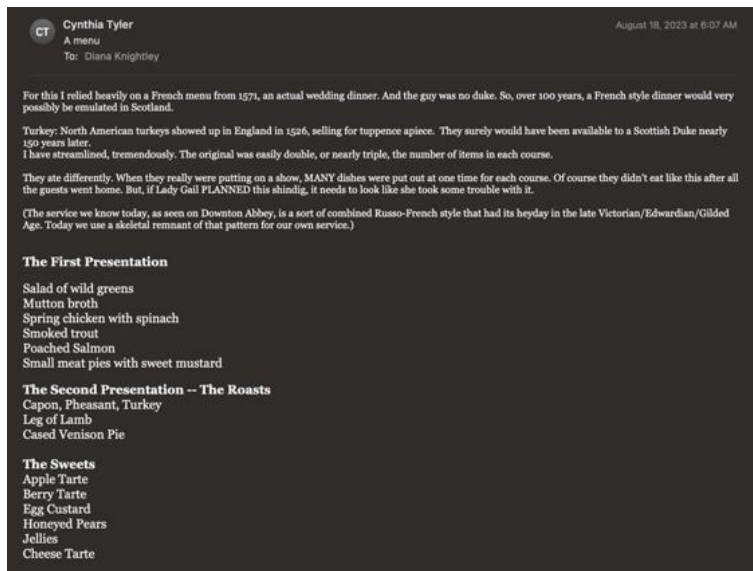 CT
Cynthia Tyler
August 18, 2023 at 6:07 AM
A menu
To: Diana Knightley
For this I relied heavily on a French menu from 1571, an actual wedding dinner. And the guy was no duke. So, over 100 years, a French style dinner would very
possibly be emulated in Scotland.
Turkey: North American turkeys showed up in England in 1526, selling for tuppence apiece. They surely would have been available to a Scottish Duke nearly
150 years later.
I have streamlined, tremendously. The original was easily double, or nearly triple, the number of items in each course.
They ate differently. When they really were putting on a show, MANY dishes were put out at one time for each course. Of course they didn't eat like this after all
the guests went home. But, if Lady Gail PLANNED this shindig, it needs to look like she took some trouble with it.
(The service we know today, as seen on Downton Abbey, is a sort of combined Russo-French style that had its heyday in the late Victorian/Edwardian/Gilded
Age. Today we use a skeletal remnant of that pattern for our own service.)
The First Presentation
Salad of wild greens
Mutton broth
Spring chicken with spinach
Smoked trout
Poached Salmon
Small meat pies with sweet mustard
The Second Presentation -- The Roasts
Capon, Pheasant, Turkey
Leg of Lamb
Cased Venison Pie
The Sweets
Apple Tarte
Berry Tarte
Egg Custard
Honeyed Pears
Jellies
Cheese Tarte